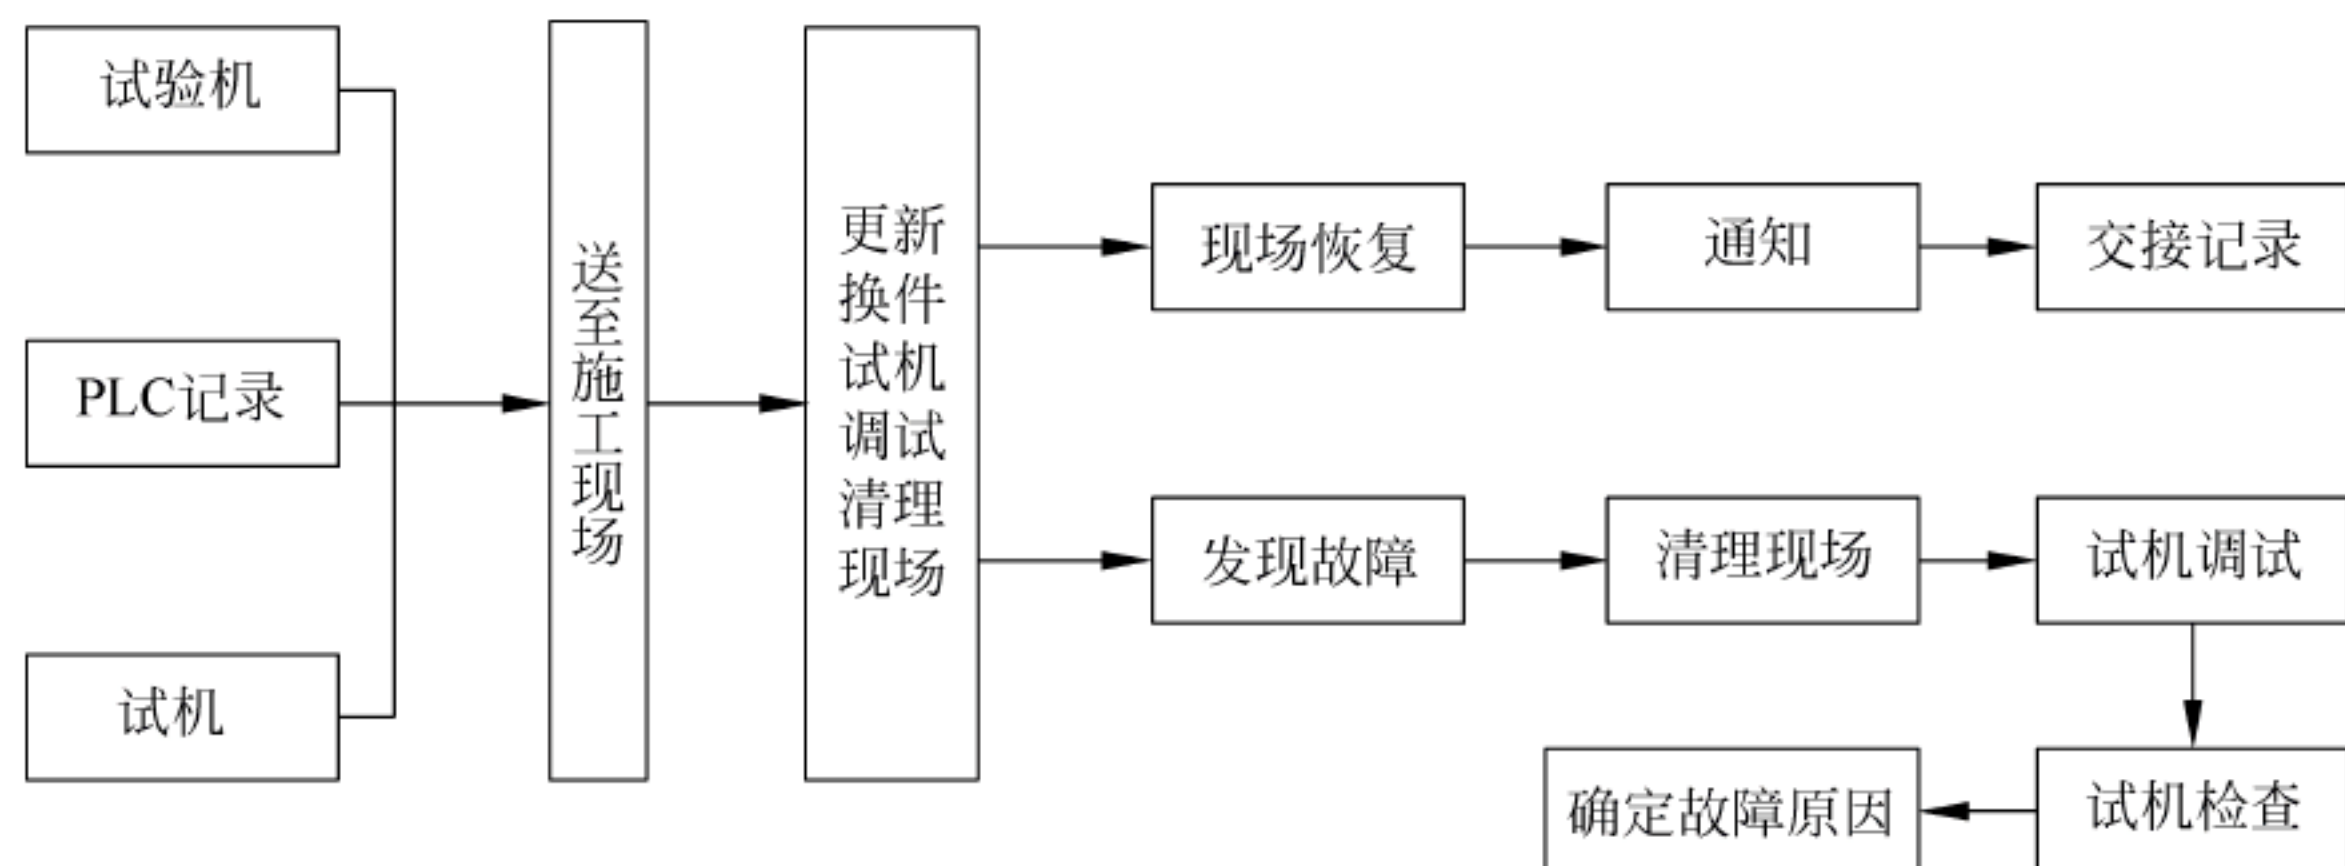 试验机
PLC记录
试机
送至施工现场
更新
换件
试机
调试
清理
现场
现场恢复
通知
交接记录
发现故障
清理现场
试机调试
确定故障原因
试机检查